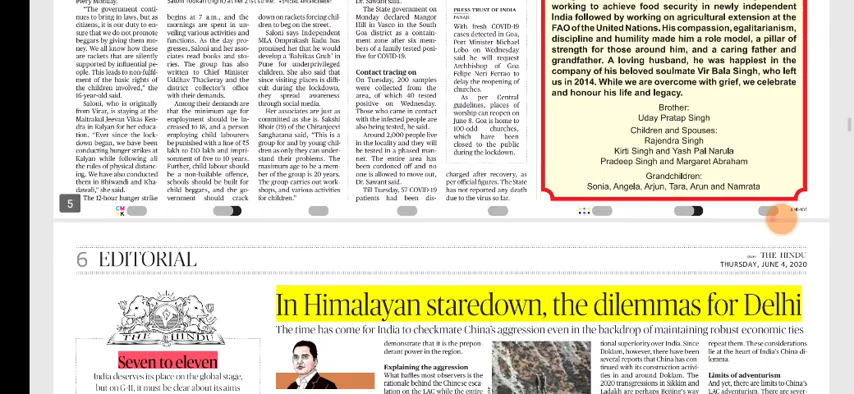 every Monday.
"The government conti-
nues to bring in laws, but as
citizens, it is our duty to en-
sure that we do not promote
beggars by giving them mo-
ney. We all know how these
are rackets that are silently
supported by influential pe-
ople. This leads to non-fulfil-
ment of the basic rights of
the children involved," the
16-year-old said.
Saloni, who is originally
from Virar, is staying at the
Maitrakul Jeevan Vikas Ken-
dra in Kalyan for her educa-
tion. "Ever since the lock-
down began, we have been
conducting hunger strikes at
Kalyan while following all
the rules of physical distanc-
ing. We have also conducted
them in Bhiwandi and Kha-
davali," she said.
The 12-hour hunger strike
begins at 7 a.m., and the
mornings are spent in un-
using various activities and
functions. As the day pro-
gresses, Saloni and her asso-
ciates read books and sto-
ries. The group has also
written to Chief Minister
Uddhav Thackeray and the
district collector's office
with their demands.
Among their demands are
that the minimum age for
employment should be in-
creased to 18, and a person
employing child labourers
be punished with a fine of ₹5
lakh to ₹10 lakh and impri-
sonment of five to 10 years.
Further, child labour should
be a non-bailable offence,
schools should be built for
child beggars, and the go-
vernment should crack
down on rackets forcing chil-
dren to beg on the street.
Saloni says Independent
MLA Omprakash Kadu has
promised her that he would
develop a 'Balvikas Gruh' in
Pune for underprivileged
children. She also said that
since visiting places is diffi-
cult during the lockdown,
they spread awareness
through social media.
Her associates are just as
committed as she is. Sakshi
Bhoir (19) of the Chiranjeei
Sanghatana said, "This is a
group for and by young chil-
dren as only they can under-
stand their problems. The
maximum age to be a mem-
ber of the group is 20 years.
The group carries out work-
shops, and various activities
for children."
Dr. Sawant said.
The State government on
Monday declared Mangor
Hill in Vasco in the South
Goa district as a contain-
ment zone after six mem-
bers of a family tested posi-
tive for COVID-19.
Contact tracing on
On Tuesday, 200 samples
were collected from the
area, of which 40 tested
positive on Wednesday.
Those who came in contact
with the infected people are
also being tested, he said.
Around 2,000 people live
in the locality and they will
be tested in a phased man-
ner. The entire area has
been cordoned off and no
one is allowed to move out,
Dr. Sawant said.
Till Tuesday, 57 COVID-19
patients had been dis-
PRESS TRUST OF INDIA
PANAJI
With fresh COVID-19
cases detected in Goa,
Port Minister Michael
Lobo on Wednesday
said he will request
Archbishop of Goa
Felipe Neri Ferrao to
delay the reopening of
churches.
As per Central
guidelines, places of
worship can reopen on
June 8. Goa is home to
100-odd churches,
which have been
closed to the public
during the lockdown.
charged after recovery, as
per official figures. The State
has not reported any death
due to the virus so far.
working to achieve food security in newly independent
India followed by working on agricultural extension at the
FAO of the United Nations. His compassion, egalitarianism,
discipline and humility made him a role model, a pillar of
strength for those around him, and a caring father and
grandfather. A loving husband, he was happiest in the
company of his beloved soulmate Vir Bala Singh, who left
us in 2014. While we are overcome with grief, we celebrate
and honour his life and legacy.
Brother:
Uday Pratap Singh
Children and Spouses:
Rajendra Singh
Kirti Singh and Yash Pal Narula
Pradeep Singh and Margaret Abraham
Grandchildren:
Sonia, Angela, Arjun, Tara, Arun and Namrata
5
CM
K
6 EDITORIAL
THE HINDU
THURSDAY, JUNE 4, 2020
THE HINDU
Seven to eleven
India deserves its place on the global stage,
but on G-11, it must be clear about its aims
In Himalayan staredown, the dilemmas for Delhi
The time has come for India to checkmate China's aggression even in the backdrop of maintaining robust economic ties
demonstrate that it is the prepon-
derant power in the region.
Explaining the aggression
What baffles most observers is the
rationale behind the Chinese esca-
lation on the LAC while the entire
tional superiority over India. Since
Doklam, however, there have been
several reports that China has con-
tinued with its construction activi-
ties in and around Doklam. The
2020 transgressions in Sikkim and
Ladakh are perhaps Beijing's way
repeat them. These considerations
lie at the heart of India's China di-
lemma.
Limits of adventurism
And yet, there are limits to China's
LAC adventurism. There are sever-